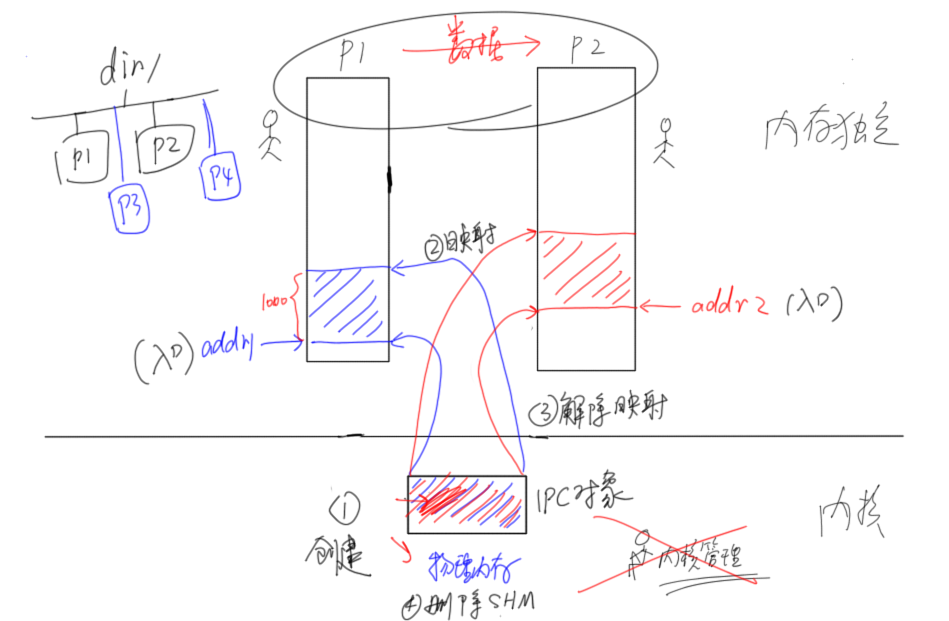 dir/
p1
p2
p3
p4
P1
数据
P2
内存独立
②映射
1000
(入口) addr1
addr2 (入口)
③解除映射
①
创建
IPC对象
物理内存
④删除SHM
内核管理
内核